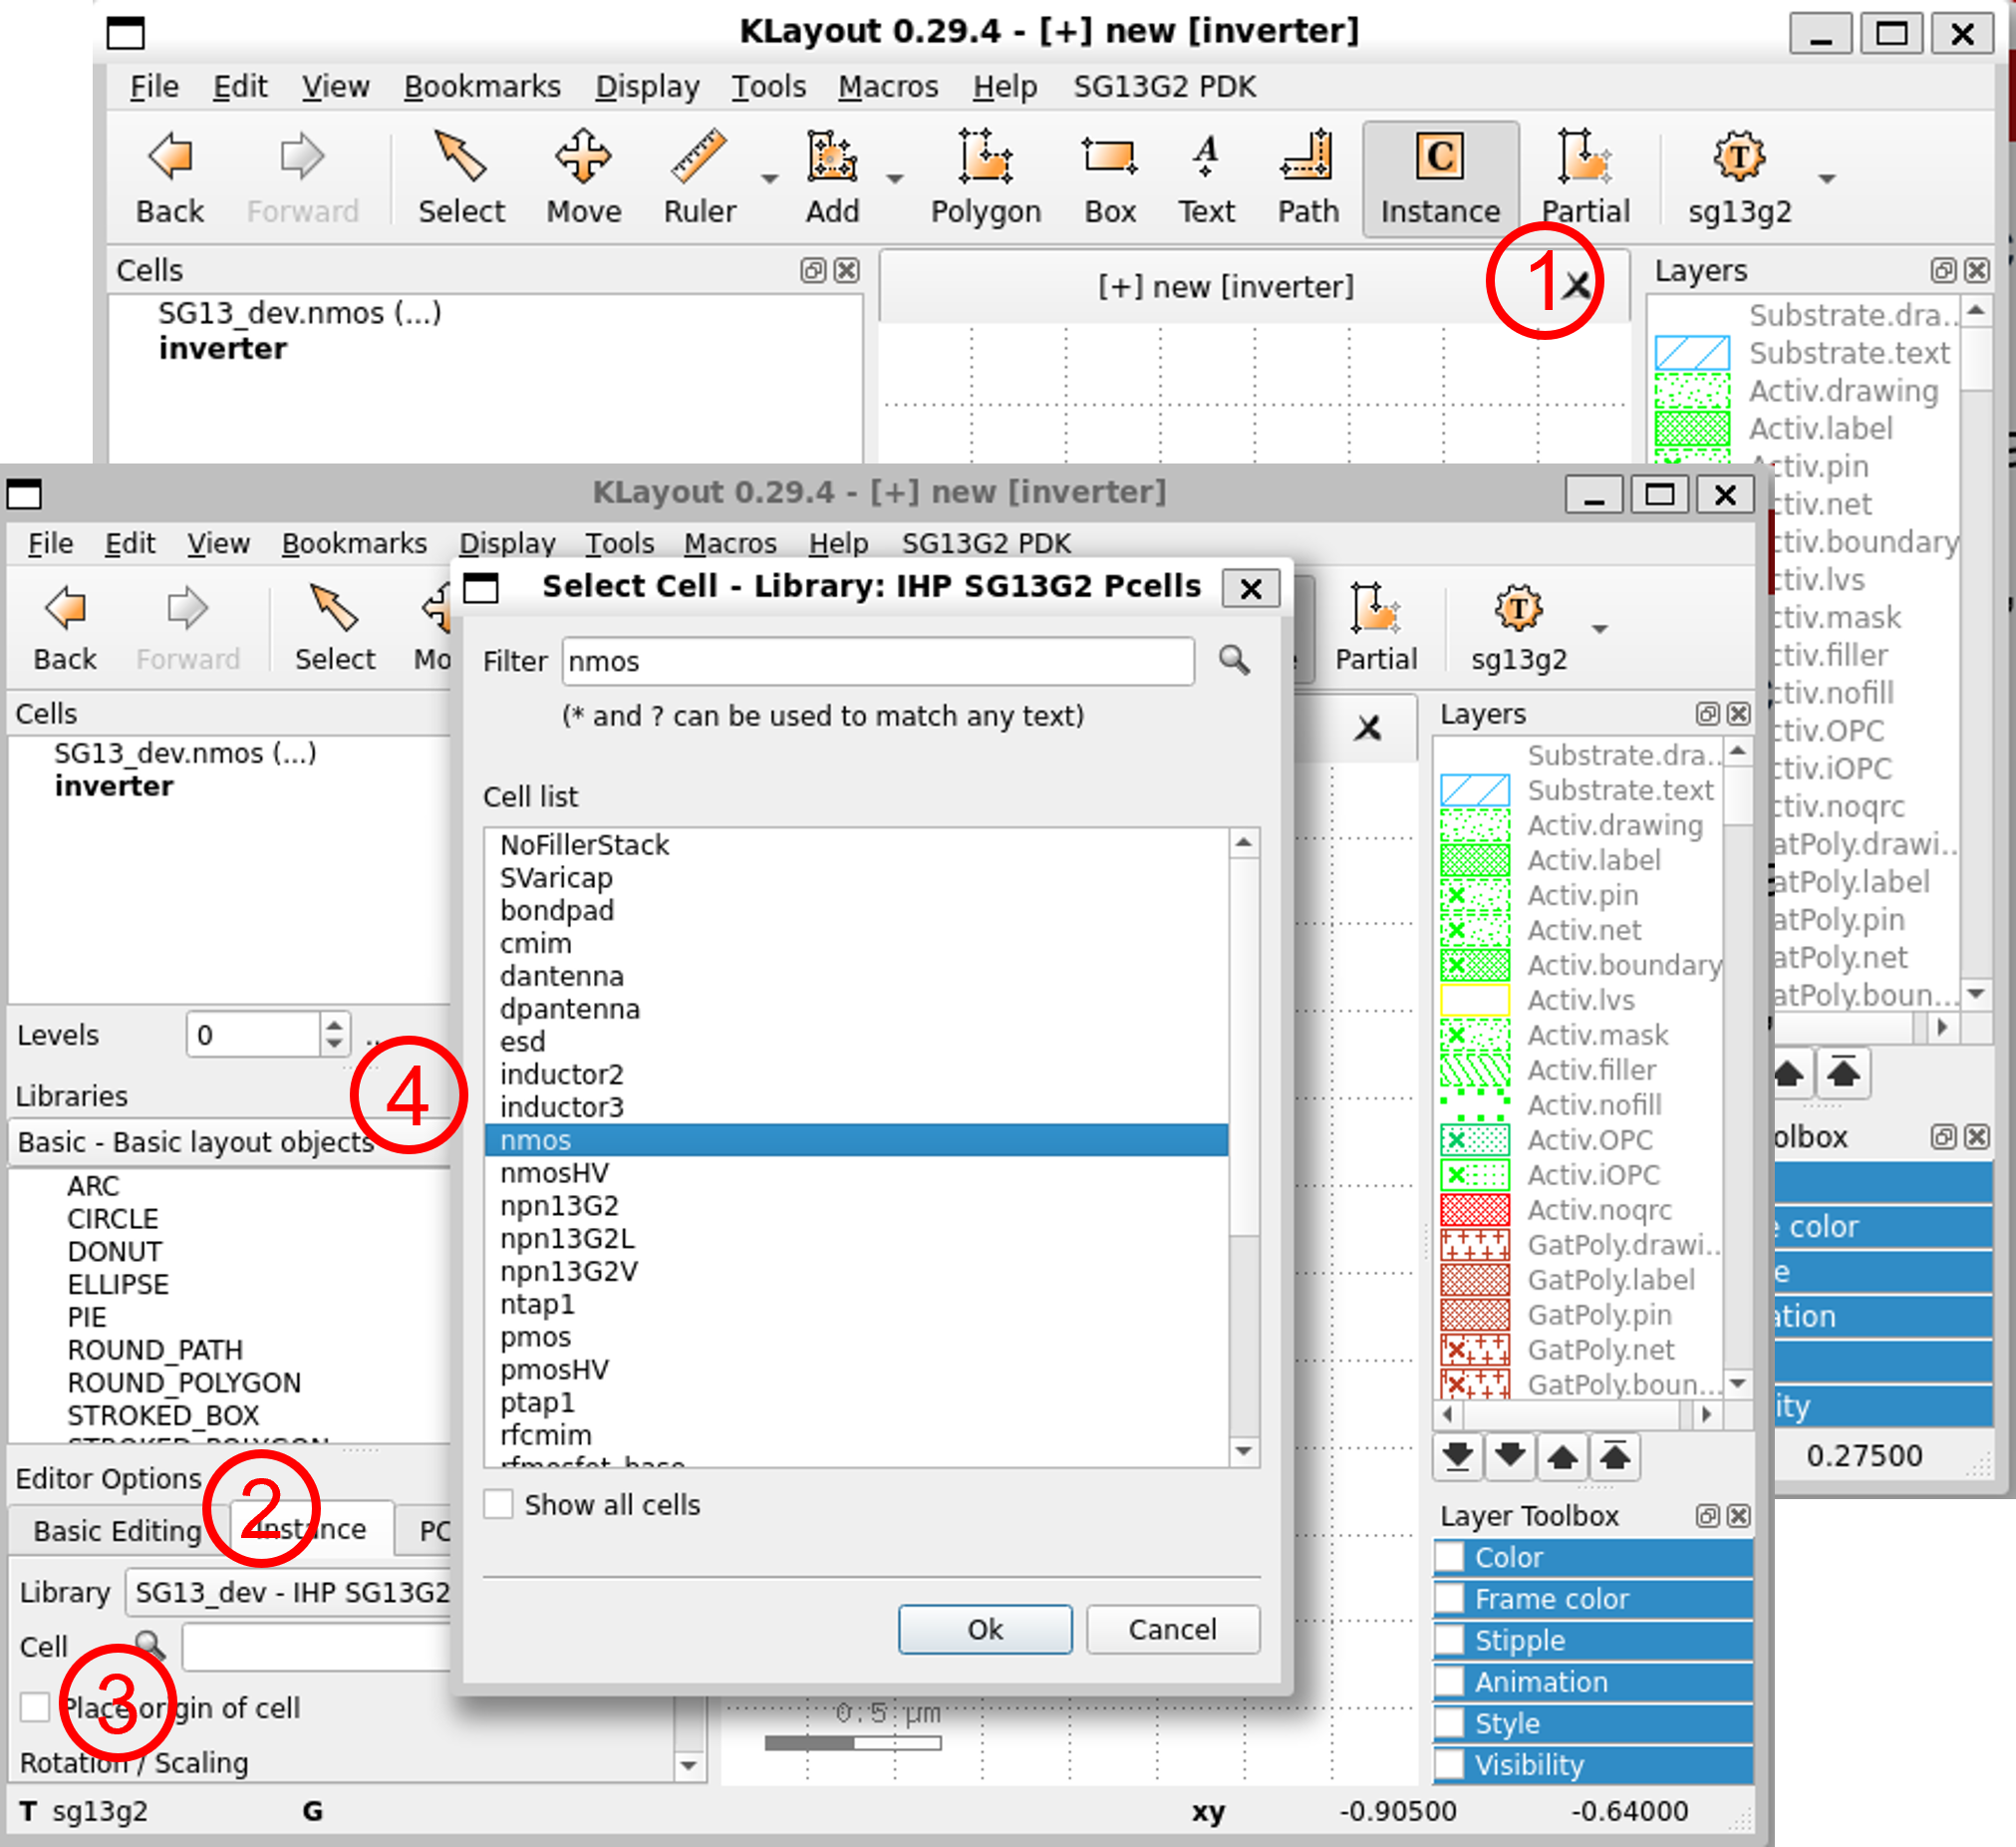 KLayout 0.29.4 - [+] new [inverter]
File Edit View Bookmarks Display Tools Macros Help SG13G2 PDK
Back Forward Select Move Ruler Add Polygon Box Text Path Instance Partial sg13g2
Cells
SG13_dev.nmos (...)
inverter
[+] new [inverter]
1
Layers
Substrate.dra..
Substrate.text
Activ.drawing
Activ.label
Activ.pin
ctiv.net
ctiv.boundary
ctiv.lvs
ctiv.mask
ctiv.filler
ctiv.nofill
ctiv.OPC
ctiv.iOPC
ctiv.noqrc
atPoly.drawi..
atPoly.label
atPoly.pin
atPoly.net
atPoly.boun...
olbox
color
e
ation
ity
0.27500
KLayout 0.29.4 - [+] new [inverter]
File Edit View Bookmarks Display Tools Macros Help SG13G2 PDK
Back Forward Select Mo Partial sg13g2
Cells
SG13_dev.nmos (...)
inverter
Levels 0 ..
4
Libraries
Basic - Basic layout objects
ARC
CIRCLE
DONUT
ELLIPSE
PIE
ROUND_PATH
ROUND_POLYGON
STROKED_BOX
STROKED_POLYGON
Editor Options
2
Basic Editing Instance PC
Library SG13_dev - IHP SG13G2
Cell
3
Place origin of cell
Rotation / Scaling
T sg13g2 G xy -0.90500 -0.64000
Select Cell - Library: IHP SG13G2 Pcells
Filter nmos
(* and ? can be used to match any text)
Cell list
NoFillerStack
SVaricap
bondpad
cmim
dantenna
dpantenna
esd
inductor2
inductor3
nmos
nmosHV
npn13G2
npn13G2L
npn13G2V
ntap1
pmos
pmosHV
ptap1
rfcmim
rfmosfet_base
Show all cells
Ok Cancel
0.5 µm
Layers
Substrate.dra..
Substrate.text
Activ.drawing
Activ.label
Activ.pin
Activ.net
Activ.boundary
Activ.lvs
Activ.mask
Activ.filler
Activ.nofill
Activ.OPC
Activ.iOPC
Activ.noqrc
GatPoly.drawi..
GatPoly.label
GatPoly.pin
GatPoly.net
GatPoly.boun...
Layer Toolbox
Color
Frame color
Stipple
Animation
Style
Visibility